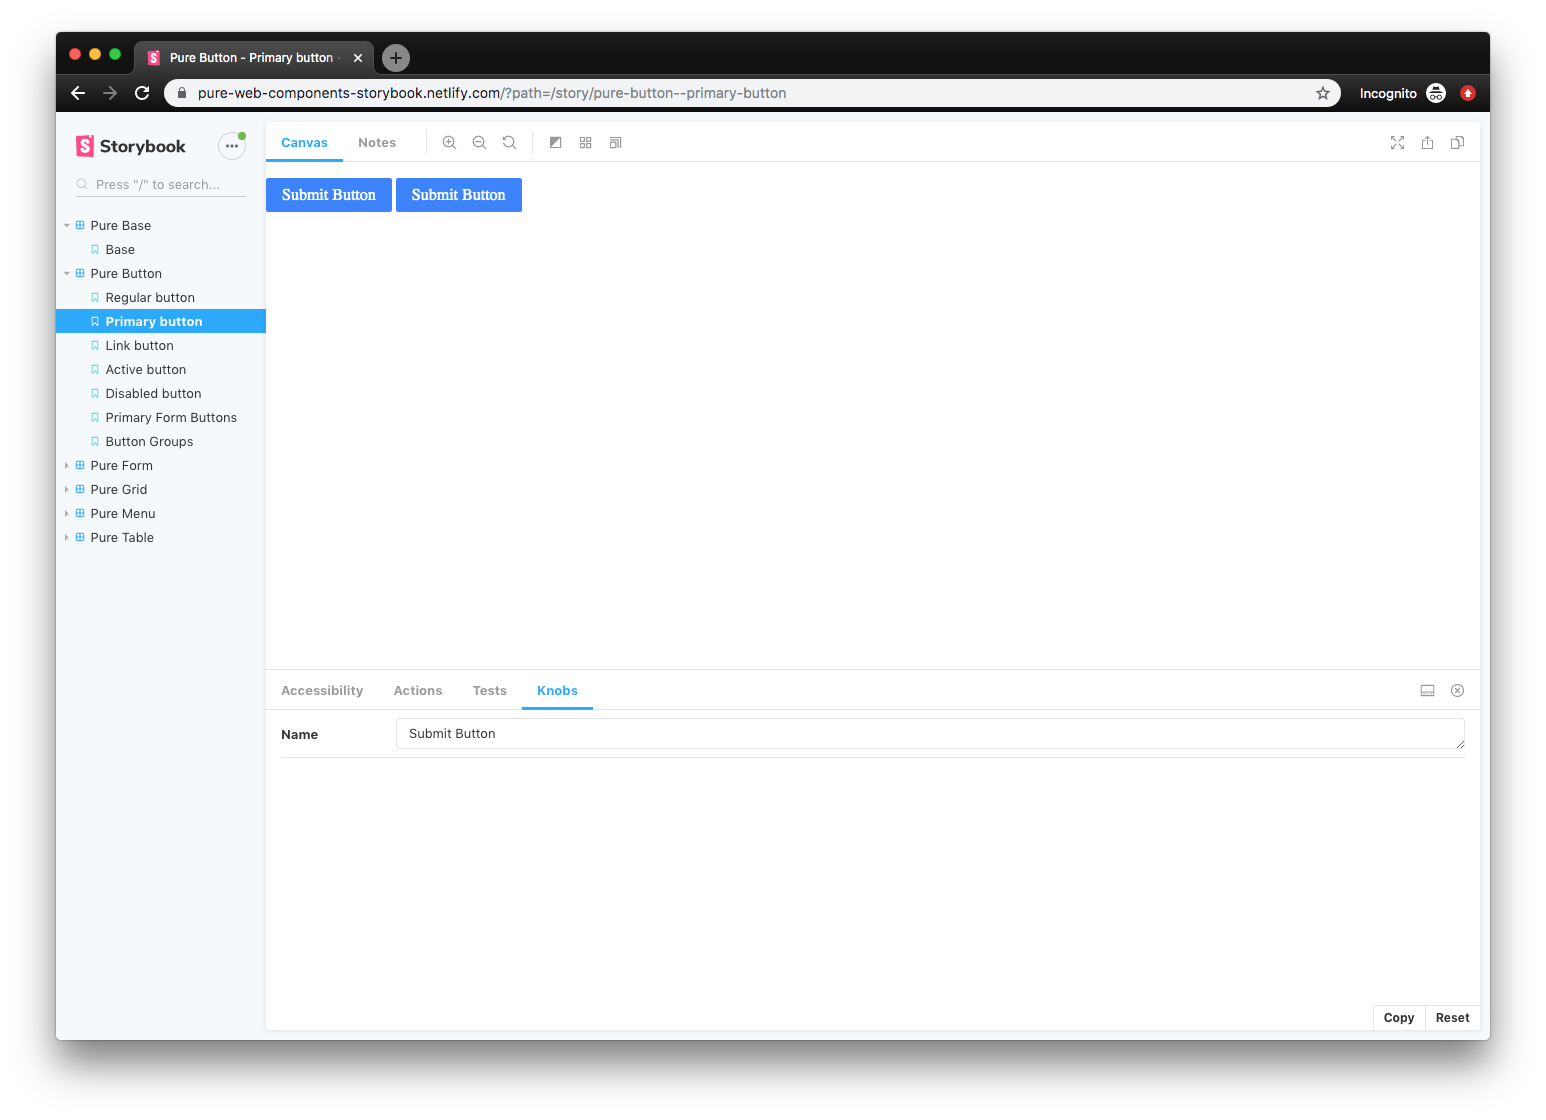 Pure Button - Primary button
pure-web-components-storybook.netlify.com/?path=/story/pure-button--primary-button
Incognito
S Storybook
Press "/" to search...
Pure Base
Base
Pure Button
Regular button
Primary button
Link button
Active button
Disabled button
Primary Form Buttons
Button Groups
Pure Form
Pure Grid
Pure Menu
Pure Table
Canvas Notes
Submit Button Submit Button
Accessibility Actions Tests Knobs
Name Submit Button
Copy Reset